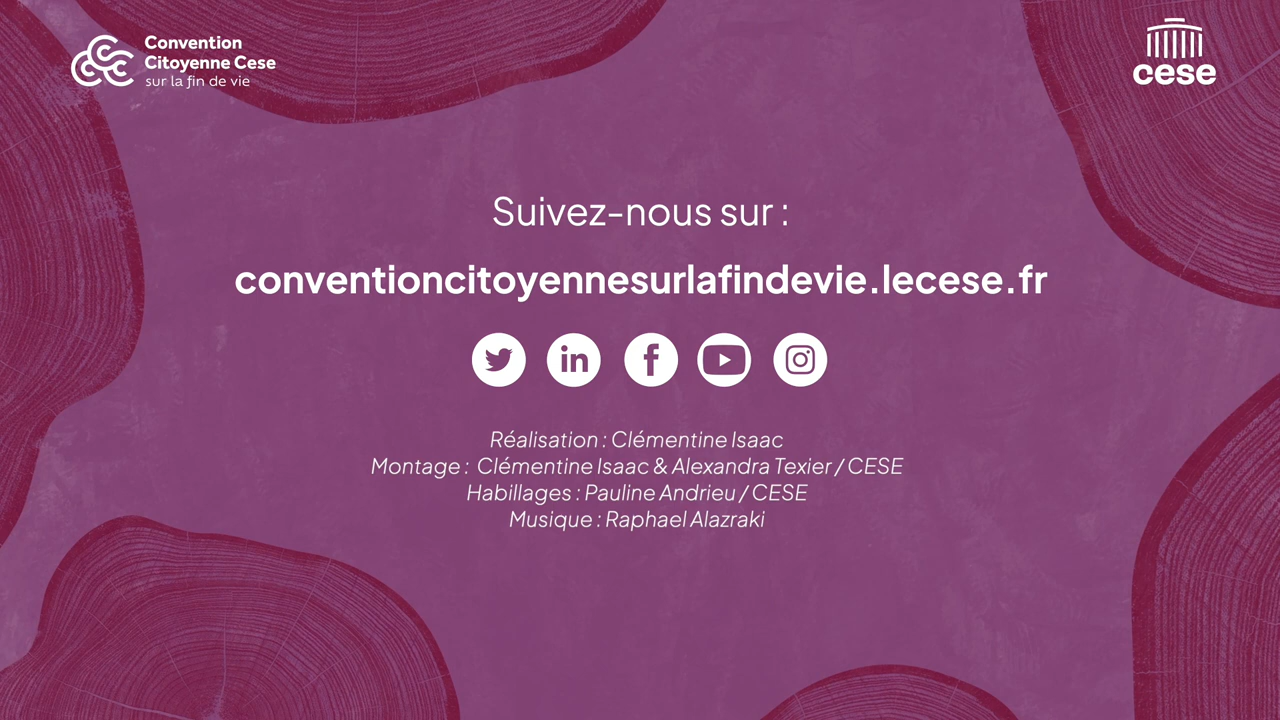 Convention
Citoyenne Cese
sur la fin de vie
cese
Suivez-nous sur :
conventioncitoyennesurlafindevie.lecese.fr
Réalisation : Clémentine Isaac
Montage : Clémentine Isaac & Alexandra Texier / CESE
Habillages : Pauline Andrieu / CESE
Musique : Raphael Alazraki